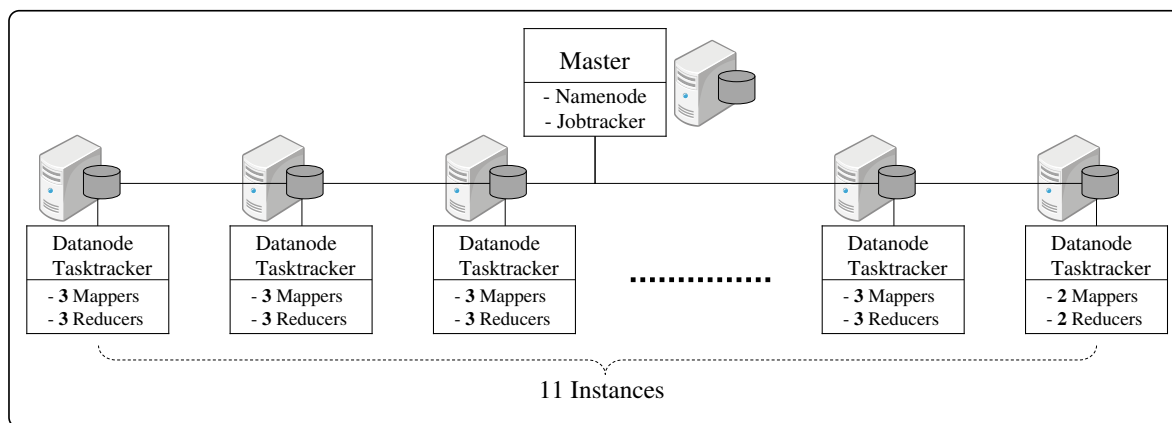 Master
- Namenode
- Jobtracker
Datanode
Tasktracker
- 3 Mappers
- 3 Reducers
Datanode
Tasktracker
- 3 Mappers
- 3 Reducers
Datanode
Tasktracker
- 3 Mappers
- 3 Reducers
Datanode
Tasktracker
- 3 Mappers
- 3 Reducers
Datanode
Tasktracker
- 2 Mappers
- 2 Reducers
11 Instances